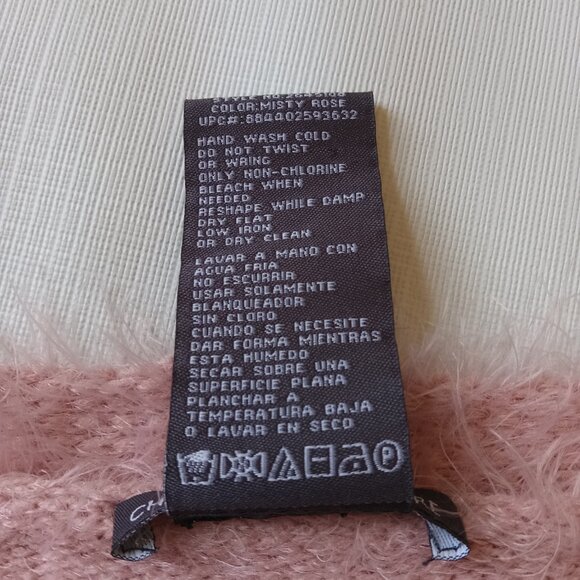 COLOR:MISTY ROSE
UPC#:884402593632
HAND WASH COLD
DO NOT TWIST
OR WRING
ONLY NON-CHLORINE
BLEACH WHEN
NEEDED
RESHAPE WHILE DAMP
DRY FLAT
LOW IRON
OR DRY CLEAN
LAVAR A MANO CON
AGUA FRIA
NO ESCURRIR
USAR SOLAMENTE
BLANQUEADOR
SIN CLORO
CUANDO SE NECESITE
DAR FORMA MIENTRAS
ESTA HUMEDO
SECAR SOBRE UNA
SUPERFICIE PLANA
PLANCHAR A
TEMPERATURA BAJA
O LAVAR EN SECO
P
CH